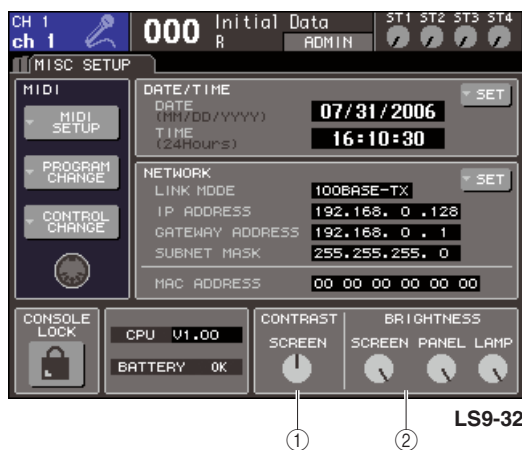 CH 1
ch 1
000
Initial Data
R
ADMIN
ST1 ST2 ST3 ST4
MISC SETUP
MIDI
MIDI SETUP
PROGRAM CHANGE
CONTROL CHANGE
DATE/TIME
SET
DATE
(MM/DD/YYYY)
07/31/2006
TIME
(24Hours)
16:10:30
NETWORK
SET
LINK MODE 100BASE-TX
IP ADDRESS 192.168. 0 .128
GATEWAY ADDRESS 192.168. 0 . 1
SUBNET MASK 255.255.255. 0
MAC ADDRESS 00 00 00 00 00 00
CONSOLE LOCK
CPU V1.00
BATTERY OK
CONTRAST
SCREEN
BRIGHTNESS
SCREEN PANEL LAMP
LS9-32
① ②